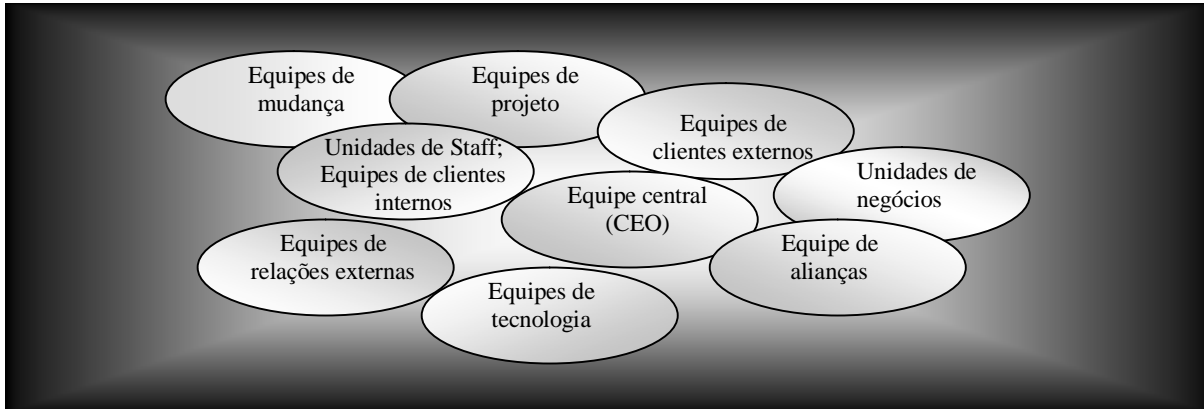 Equipes de
mudança
Equipes de
projeto
Equipes de
clientes externos
Unidades de Staff;
Equipes de clientes
internos
Unidades de
negócios
Equipe central
(CEO)
Equipes de
relações externas
Equipe de
alianças
Equipes de
tecnologia